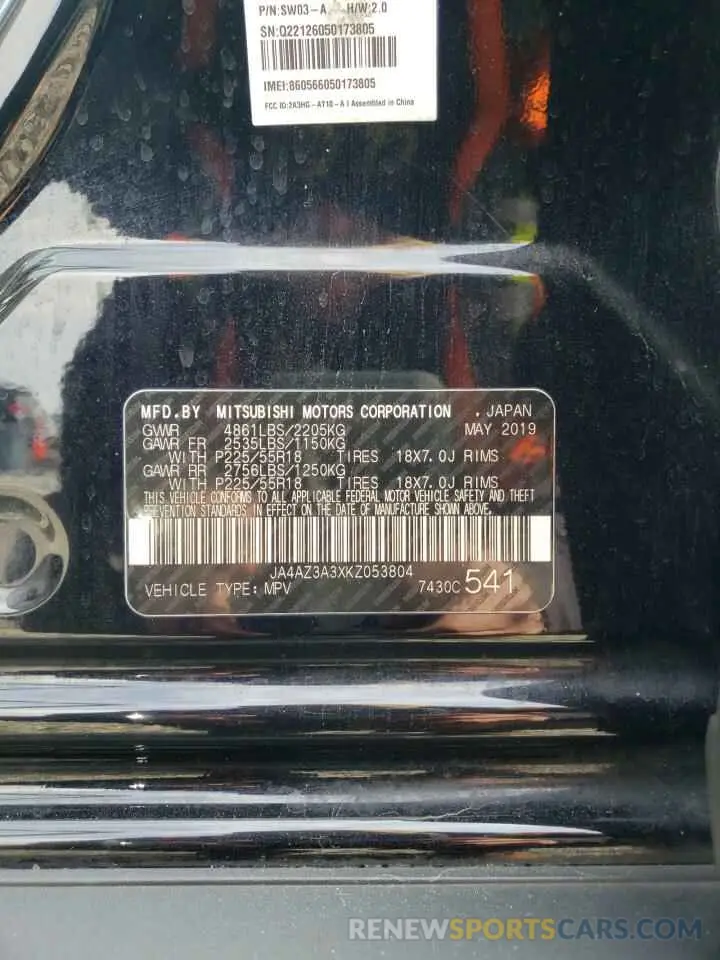 P/N:SW03-A H/W:2.0
SN:Q22126050173805
IMEI:860566050173805
FCC ID:2A3HG-AT10-A I Assembled in China
MFD.BY MITSUBISHI MOTORS CORPORATION . JAPAN
GVWR 4861LBS/2205KG MAY 2019
GAWR FR 2535LBS/1150KG
WITH P225/55R18 TIRES 18X7.0J RIMS
GAWR RR 2756LBS/1250KG
WITH P225/55R18 TIRES 18X7.0J RIMS
THIS VEHICLE CONFORMS TO ALL APPLICABLE FEDERAL MOTOR VEHICLE SAFETY AND THEFT
PREVENTION STANDARDS IN EFFECT ON THE DATE OF MANUFACTURE SHOWN ABOVE.
JA4AZ3A3XKZ053804
VEHICLE TYPE: MPV 7430C 541
RENEWSPORTSCARS.COM